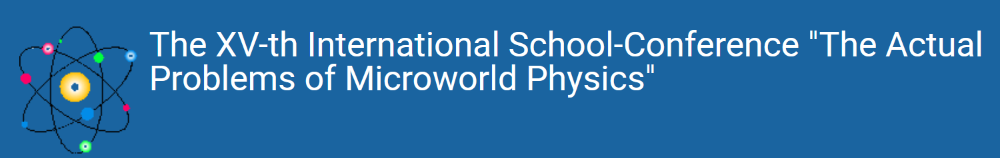 The XV-th International School-Conference "The Actual
Problems of Microworld Physics"